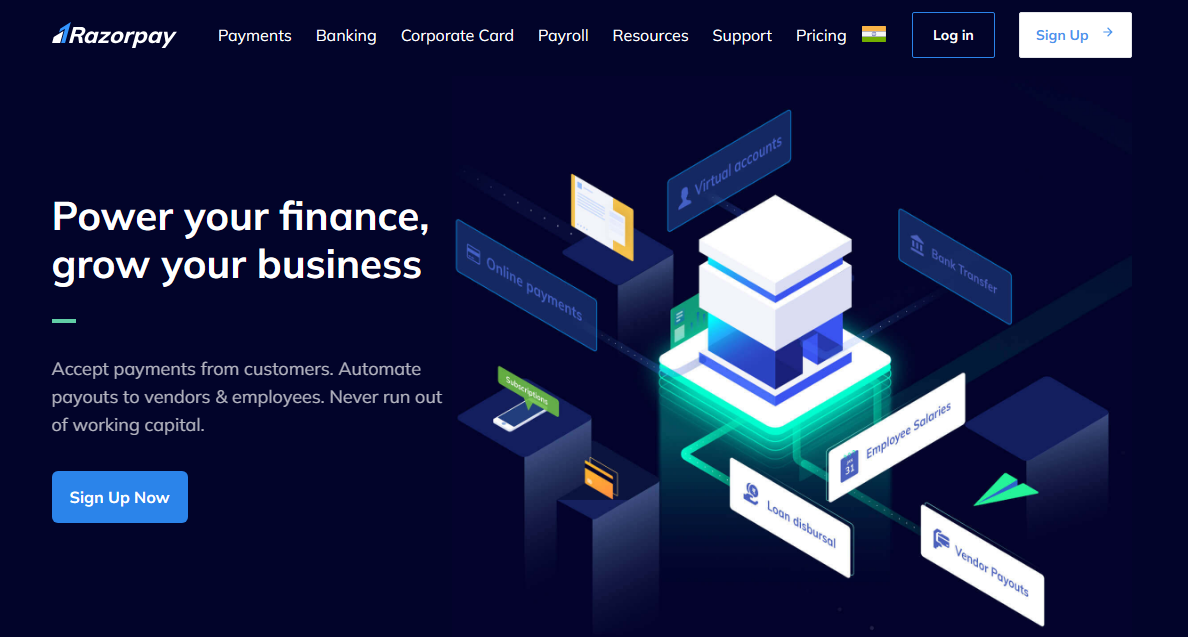 Razorpay
Payments
Banking
Corporate Card
Payroll
Resources
Support
Pricing
Log in
Sign Up
Power your finance,
grow your business
Accept payments from customers. Automate
payouts to vendors & employees. Never run out
of working capital.
Sign Up Now
Virtual accounts
Online payments
Bank Transfer
Subscriptions
Employee Salaries
31
Loan disbursal
Vendor Payouts